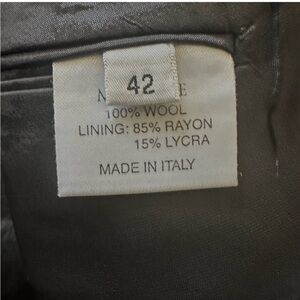 42
100% WOOL
LINING: 85% RAYON
15% LYCRA
MADE IN ITALY